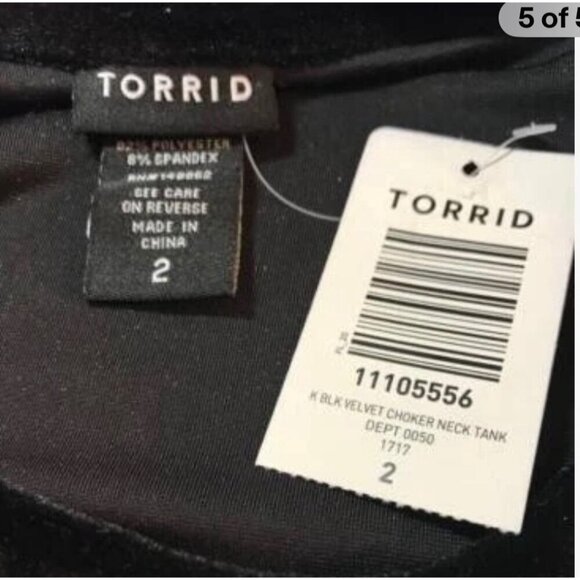 5 of 5
TORRID
92% POLYESTER
8% SPANDEX
SEE CARE
ON REVERSE
MADE IN
CHINA
2
TORRID
11105556
K BLK VELVET CHOKER NECK TANK
DEPT 0050
1717
2